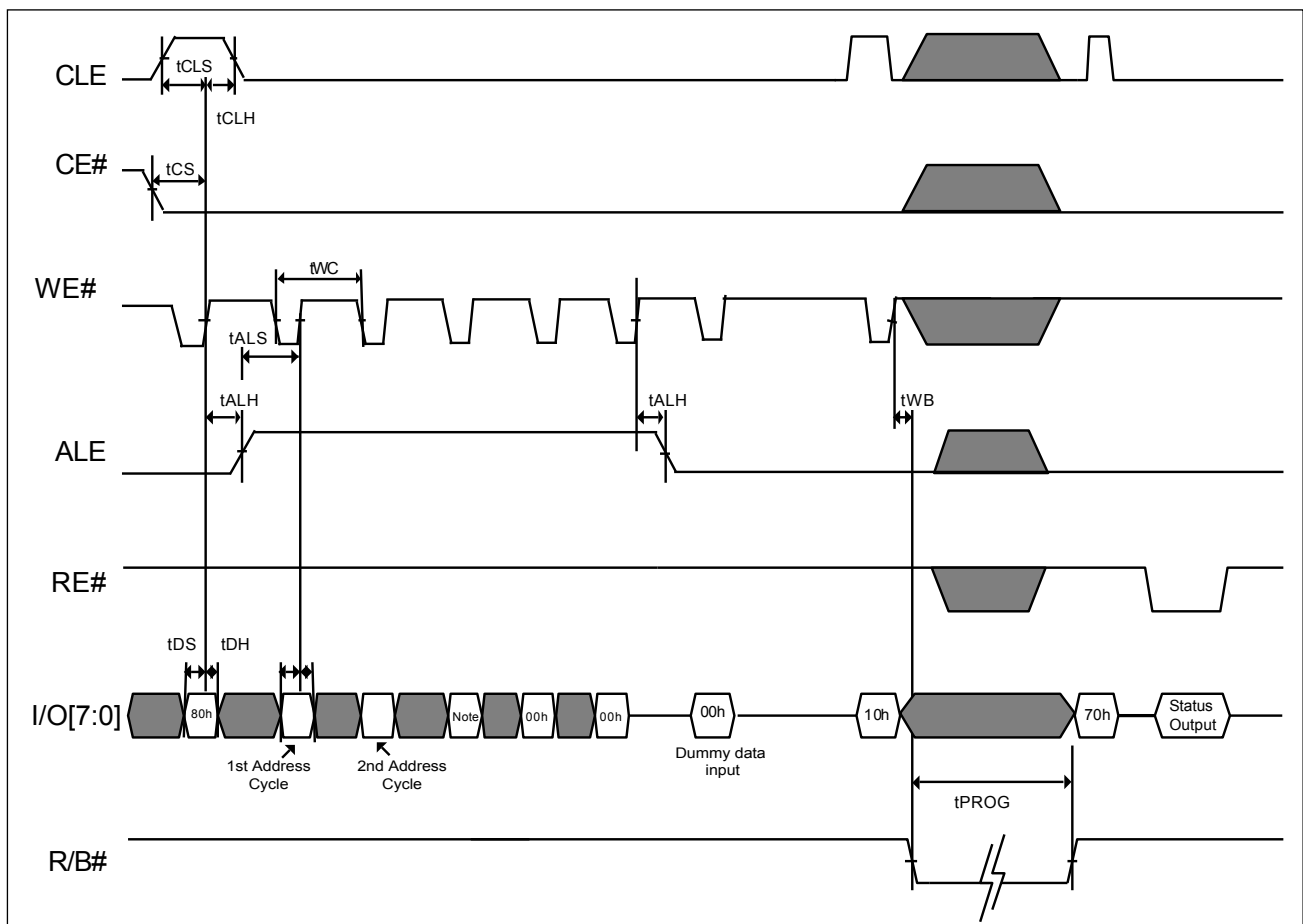 CLE
tCLS
tCLH
CE#
tCS
WE#
tWC
tALS
tALH
tALH
tWB
ALE
RE#
tDS
tDH
I/O[7:0]
80h
Note
00h
00h
00h
10h
70h
Status
Output
1st Address
Cycle
2nd Address
Cycle
Dummy data
input
tPROG
R/B#